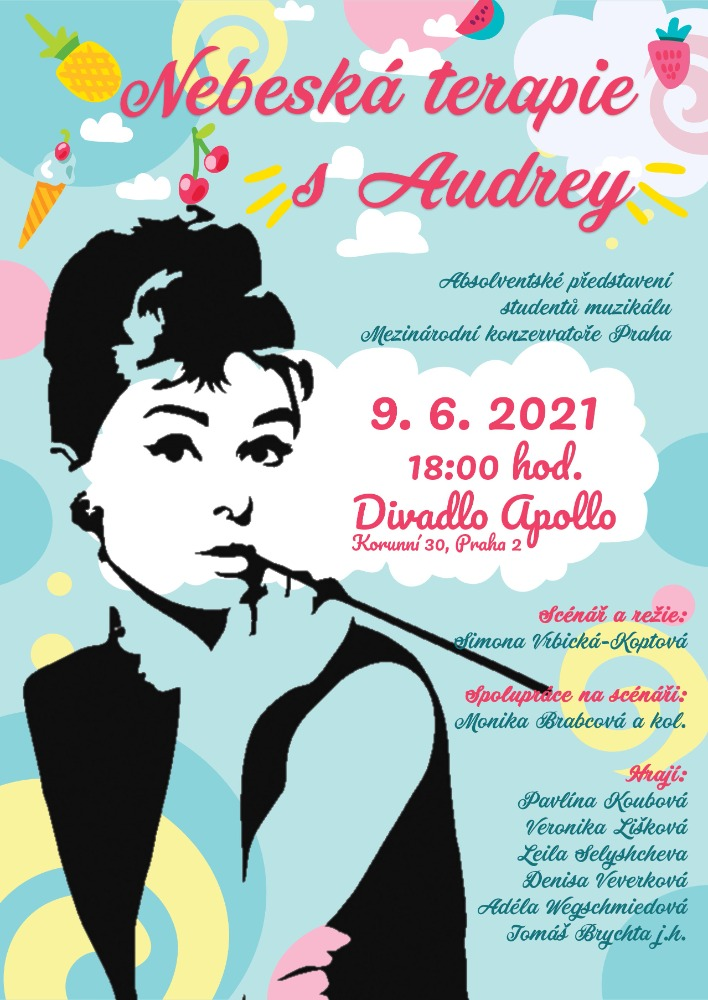 Nebeská terapie
s Audrey
Absolventské představení
studentů muzikálu
Mezinárodní konzervatoře Praha
9. 6. 2021
18:00 hod.
Divadlo Apollo
Korunní 30, Praha 2
Scénář a režie:
Simona Vrbická-Koptová
Spolupráce na scénáři:
Monika Brabcová a kol.
Hrají:
Pavlína Koubová
Veronika Lišková
Leila Selyshcheva
Denisa Veverková
Adéla Wegschmiedová
Tomáš Brychta j.h.